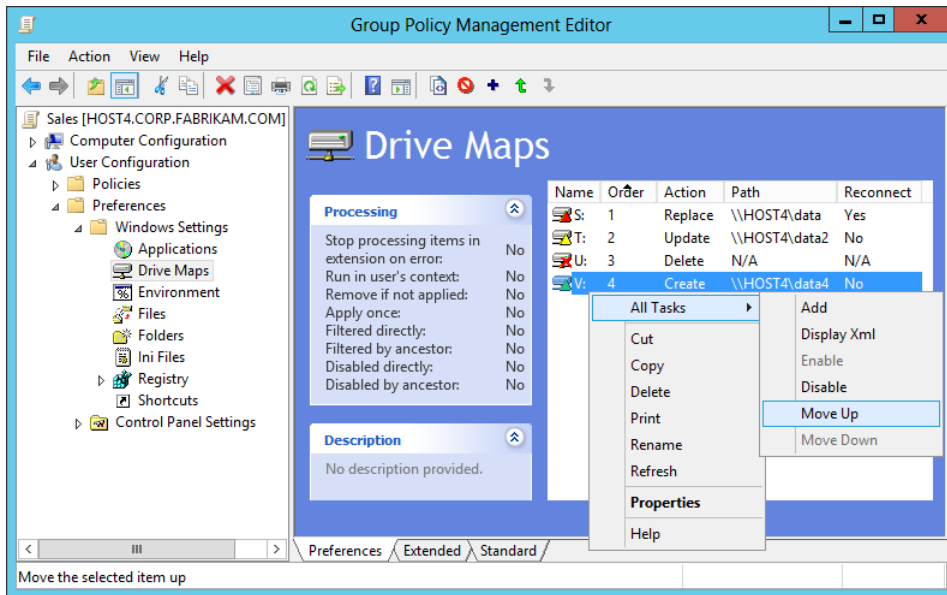 Group Policy Management Editor
File Action View Help
Sales [HOST4.CORP.FABRIKAM.COM]
Computer Configuration
User Configuration
Policies
Preferences
Windows Settings
Applications
Drive Maps
Environment
Files
Folders
Ini Files
Registry
Shortcuts
Control Panel Settings
Drive Maps
Processing
Stop processing items in extension on error: No
Run in user's context: No
Remove if not applied: No
Apply once: No
Filtered directly: No
Filtered by ancestor: No
Disabled directly: No
Disabled by ancestor: No
Description
No description provided.
Name Order Action Path Reconnect
S: 1 Replace \\HOST4\data Yes
T: 2 Update \\HOST4\data2 No
U: 3 Delete N/A N/A
V: 4 Create \\HOST4\data4 No
All Tasks
Cut
Copy
Delete
Print
Rename
Refresh
Properties
Help
Add
Display Xml
Enable
Disable
Move Up
Move Down
Preferences Extended Standard
Move the selected item up